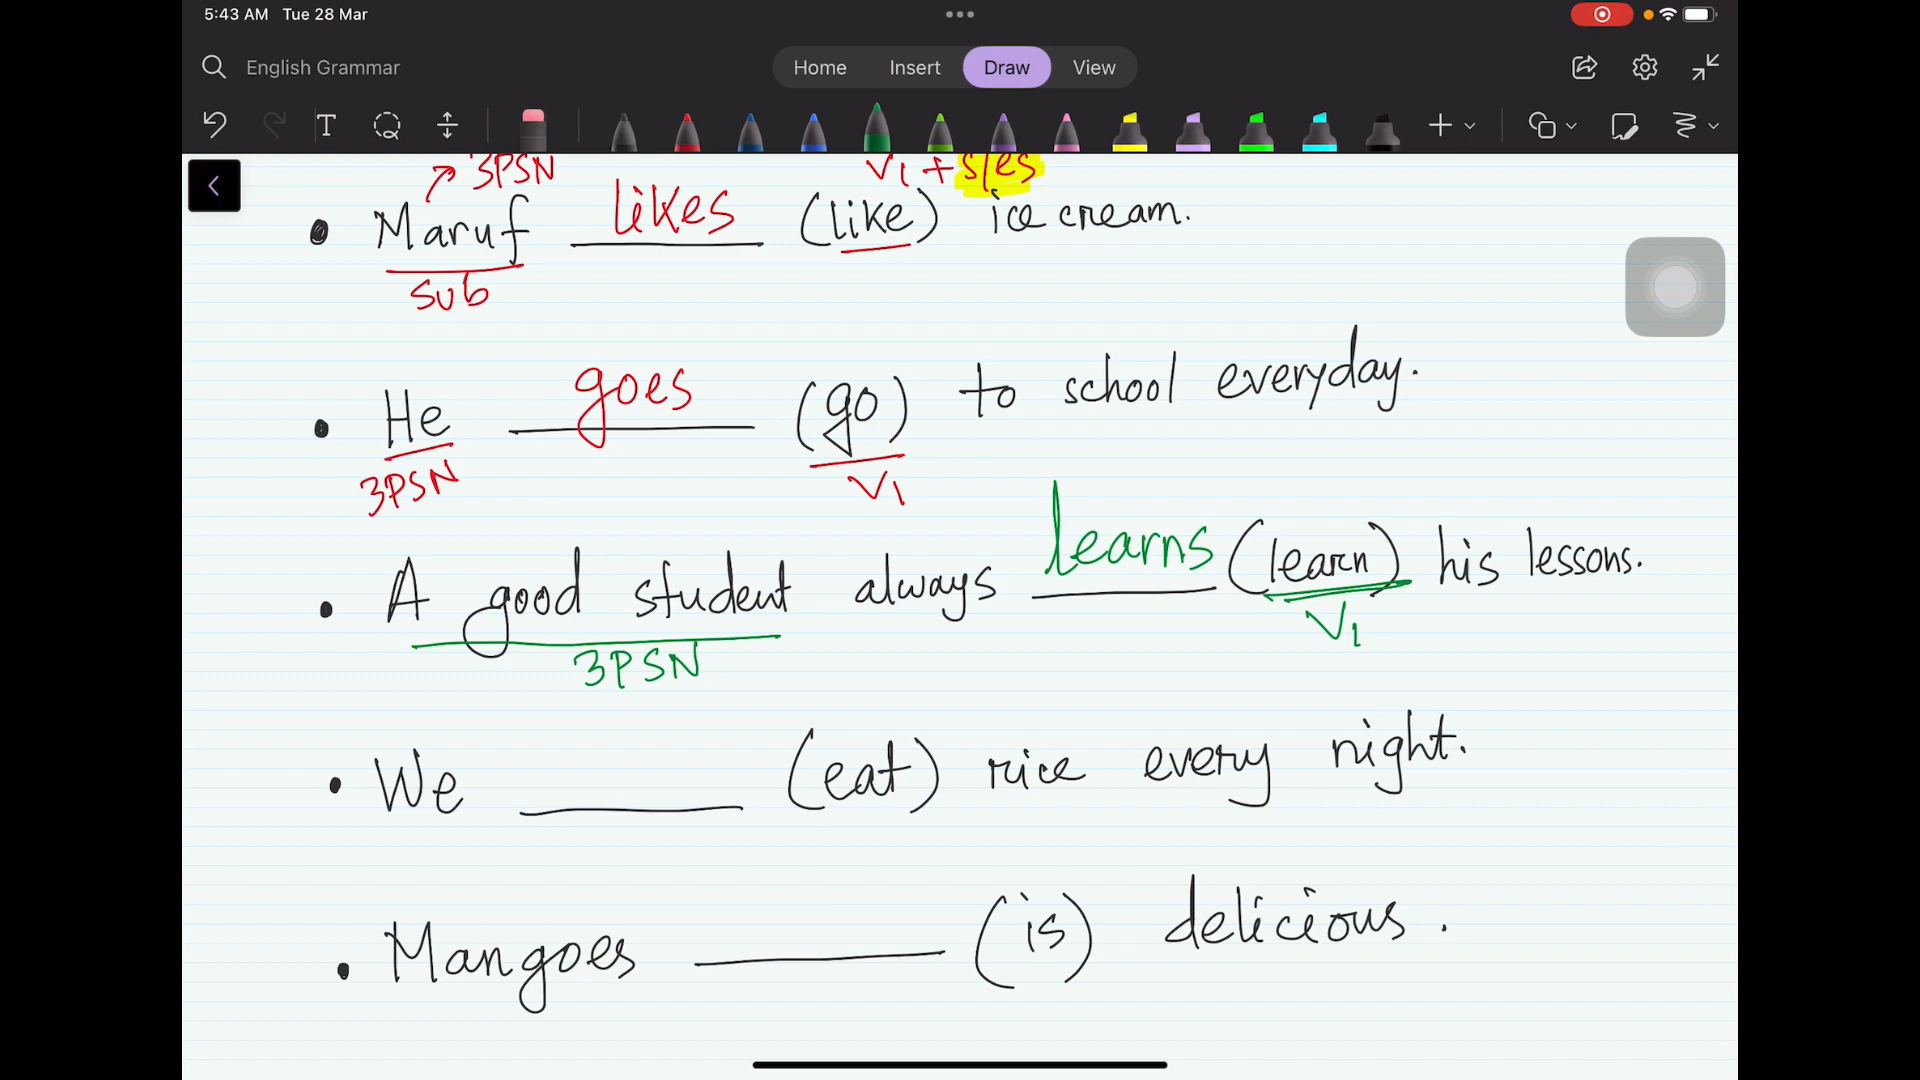 5:43 AM Tue 28 Mar
English Grammar Home Insert Draw View
T
3PSN V1 + s/es
• Maruf likes (like) ice cream.
sub
• He goes (go) to school everyday.
3PSN V1
• A good student always learns (learn) his lessons.
3PSN V1
• We ______ (eat) rice every night.
• Mangoes ______ (is) delicious.